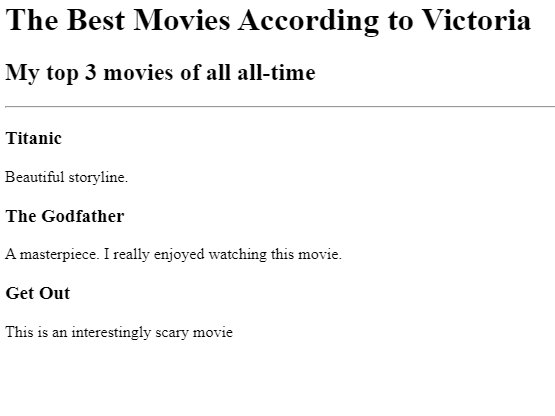 The Best Movies According to Victoria
My top 3 movies of all all-time
Titanic
Beautiful storyline.
The Godfather
A masterpiece. I really enjoyed watching this movie.
Get Out
This is an interestingly scary movie